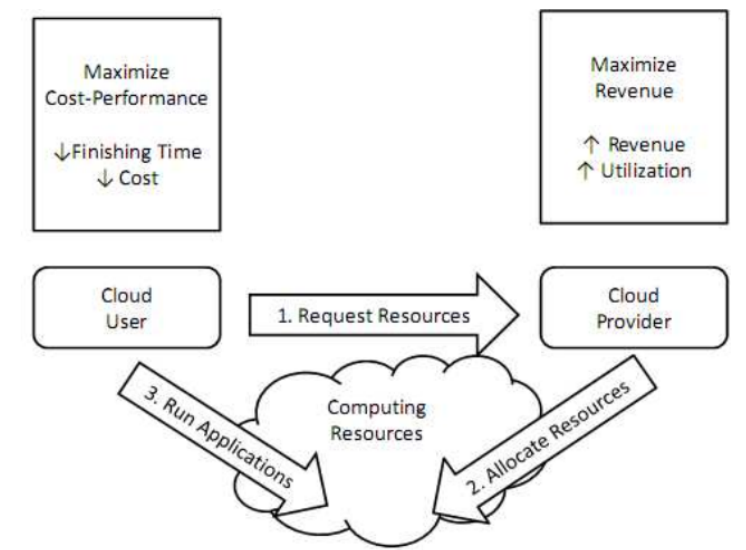 Maximize
Cost-Performance
↓Finishing Time
↓ Cost
Maximize
Revenue
↑ Revenue
↑ Utilization
Cloud
User
1. Request Resources
Cloud
Provider
3. Run Applications
Computing
Resources
2. Allocate Resources